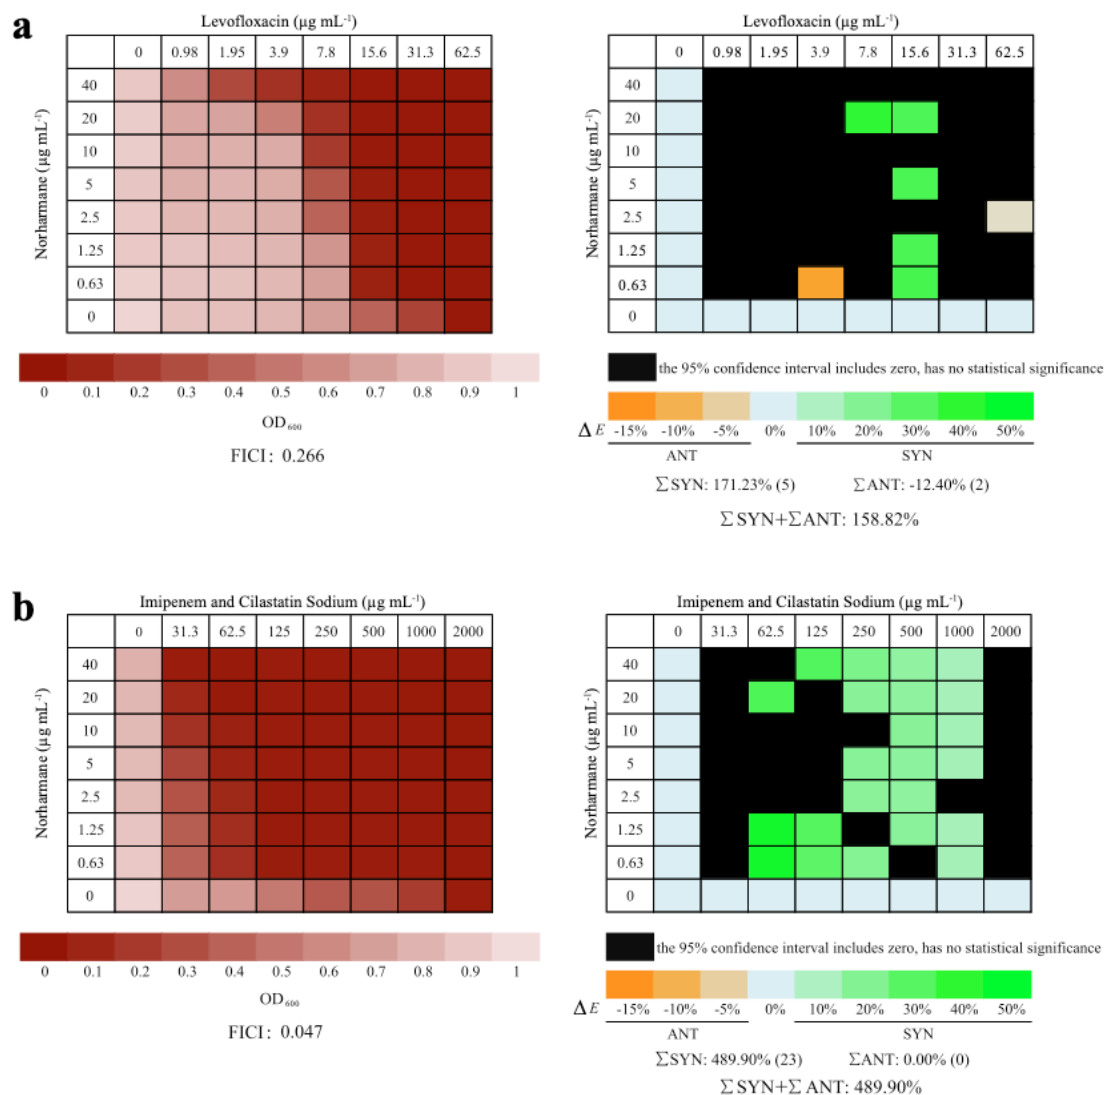 a
Levofloxacin (µg mL⁻¹)
0 0.98 1.95 3.9 7.8 15.6 31.3 62.5
Norharmane (µg mL⁻¹)
40
20
10
5
2.5
1.25
0.63
0
0 0.1 0.2 0.3 0.4 0.5 0.6 0.7 0.8 0.9 1
OD₆₀₀
FICI: 0.266
Levofloxacin (µg mL⁻¹)
0 0.98 1.95 3.9 7.8 15.6 31.3 62.5
Norharmane (µg mL⁻¹)
40
20
10
5
2.5
1.25
0.63
0
the 95% confidence interval includes zero, has no statistical significance
ΔE -15% -10% -5% 0% 10% 20% 30% 40% 50%
ANT SYN
∑SYN: 171.23% (5) ∑ANT: -12.40% (2)
∑SYN+∑ANT: 158.82%
b
Imipenem and Cilastatin Sodium (µg mL⁻¹)
0 31.3 62.5 125 250 500 1000 2000
Norharmane (µg mL⁻¹)
40
20
10
5
2.5
1.25
0.63
0
0 0.1 0.2 0.3 0.4 0.5 0.6 0.7 0.8 0.9 1
OD₆₀₀
FICI: 0.047
Imipenem and Cilastatin Sodium (µg mL⁻¹)
0 31.3 62.5 125 250 500 1000 2000
Norharmane (µg mL⁻¹)
40
20
10
5
2.5
1.25
0.63
0
the 95% confidence interval includes zero, has no statistical significance
ΔE -15% -10% -5% 0% 10% 20% 30% 40% 50%
ANT SYN
∑SYN: 489.90% (23) ∑ANT: 0.00% (0)
∑SYN+∑ ANT: 489.90%